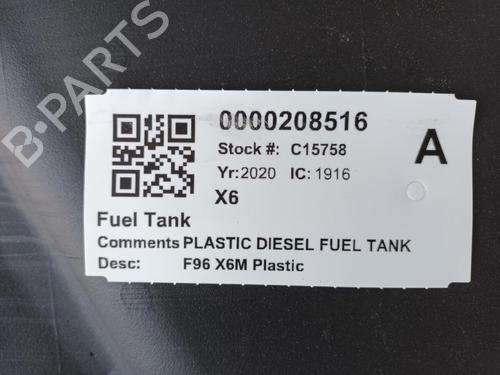 B-PARTS
0000208516
A
Stock #: C15758
Yr:2020 IC: 1916
X6
Fuel Tank
Comments PLASTIC DIESEL FUEL TANK
Desc: F96 X6M Plastic